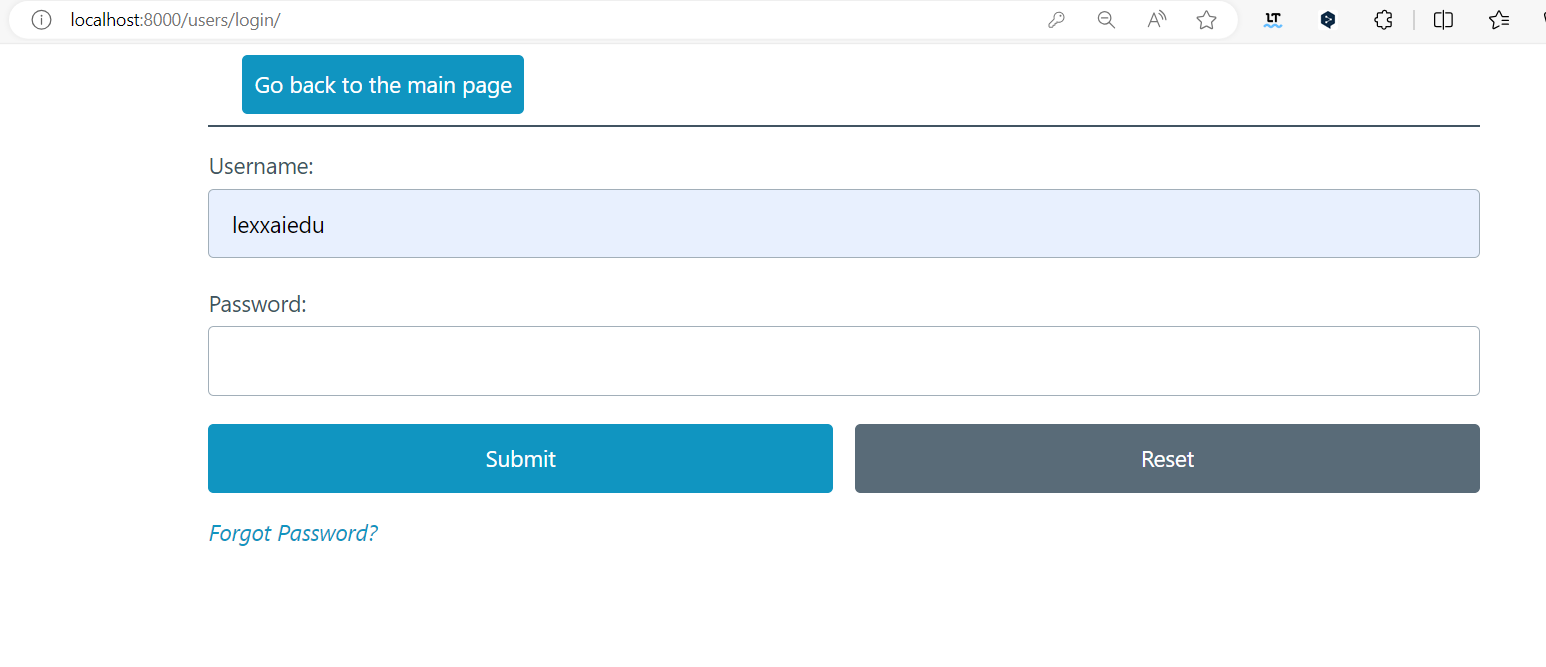 localhost:8000/users/login/
LT
Go back to the main page
Username:
lexxaiedu
Password:
Submit Reset
Forgot Password?